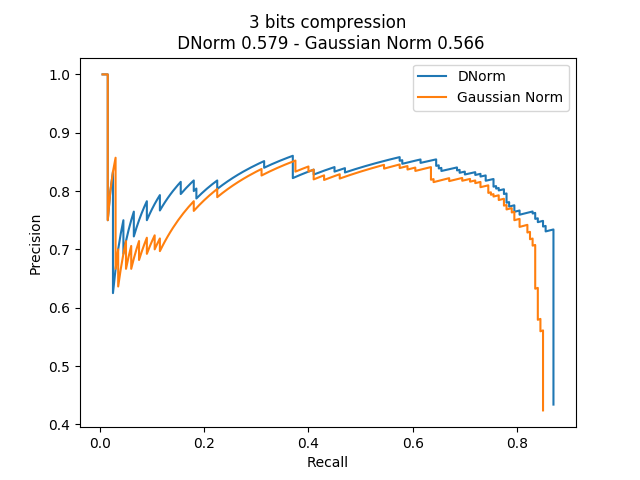 3 bits compression
DNorm 0.579 - Gaussian Norm 0.566
DNorm
Gaussian Norm
1.0
0.9
0.8
0.7
0.6
0.5
0.4
Precision
0.0 0.2 0.4 0.6 0.8
Recall